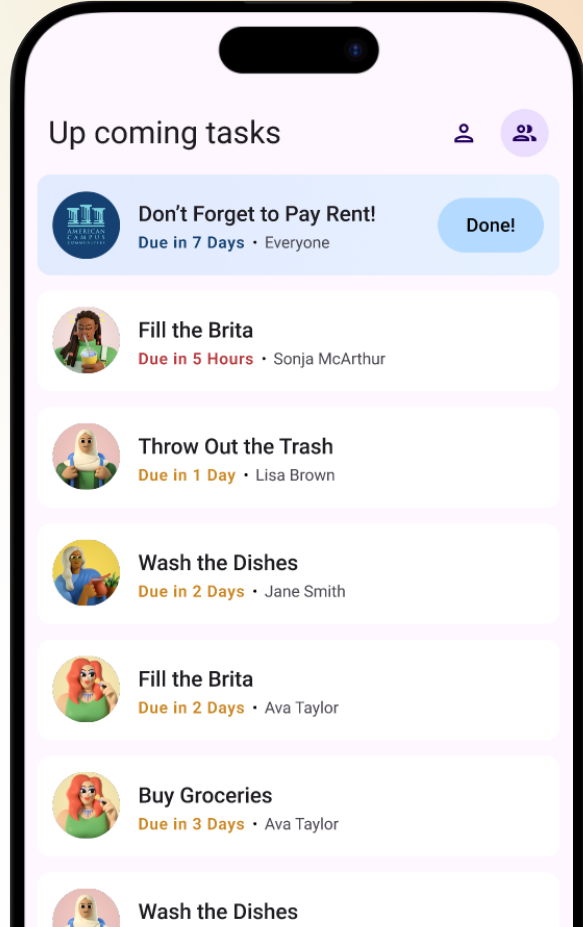 Up coming tasks
AMERICAN
CAMPUS
COMMUNITIES
Don’t Forget to Pay Rent!
Due in 7 Days • Everyone
Done!
Fill the Brita
Due in 5 Hours • Sonja McArthur
Throw Out the Trash
Due in 1 Day • Lisa Brown
Wash the Dishes
Due in 2 Days • Jane Smith
Fill the Brita
Due in 2 Days • Ava Taylor
Buy Groceries
Due in 3 Days • Ava Taylor
Wash the Dishes